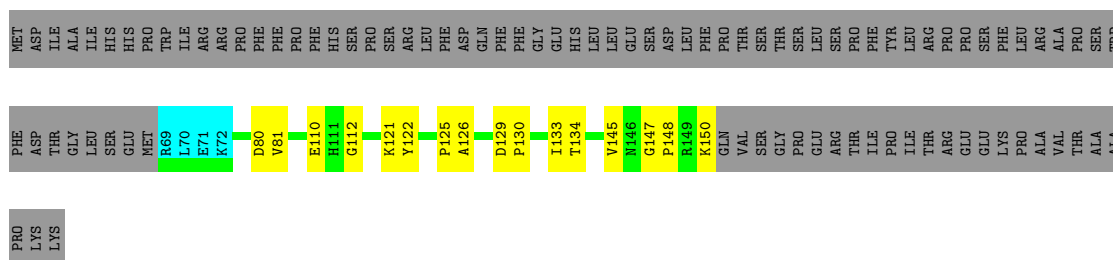 MET ASP ILE ALA ILE HIS HIS PRO TRP ILE ARG ARG PRO PHE PHE PRO PHE HIS SER PRO SER ARG LEU PHE ASP GLN PHE PHE GLY GLU HIS LEU LEU GLU SER ASP LEU PHE PRO THR SER THR SER LEU SER PRO PHE TYR LEU ARG PRO PRO SER PHE LEU ARG ALA PRO SER TRP
PHE ASP THR GLY LEU SER GLU MET R69 L70 E71 K72 D80 V81 E110 H111 G112 K121 Y122 P125 A126 D129 P130 I133 T134 V145 N146 G147 P148 R149 K150 GLN VAL SER GLY PRO GLU ARG THR ILE PRO ILE THR ARG GLU GLU LYS PRO ALA VAL THR ALA ALA
PRO LYS LYS